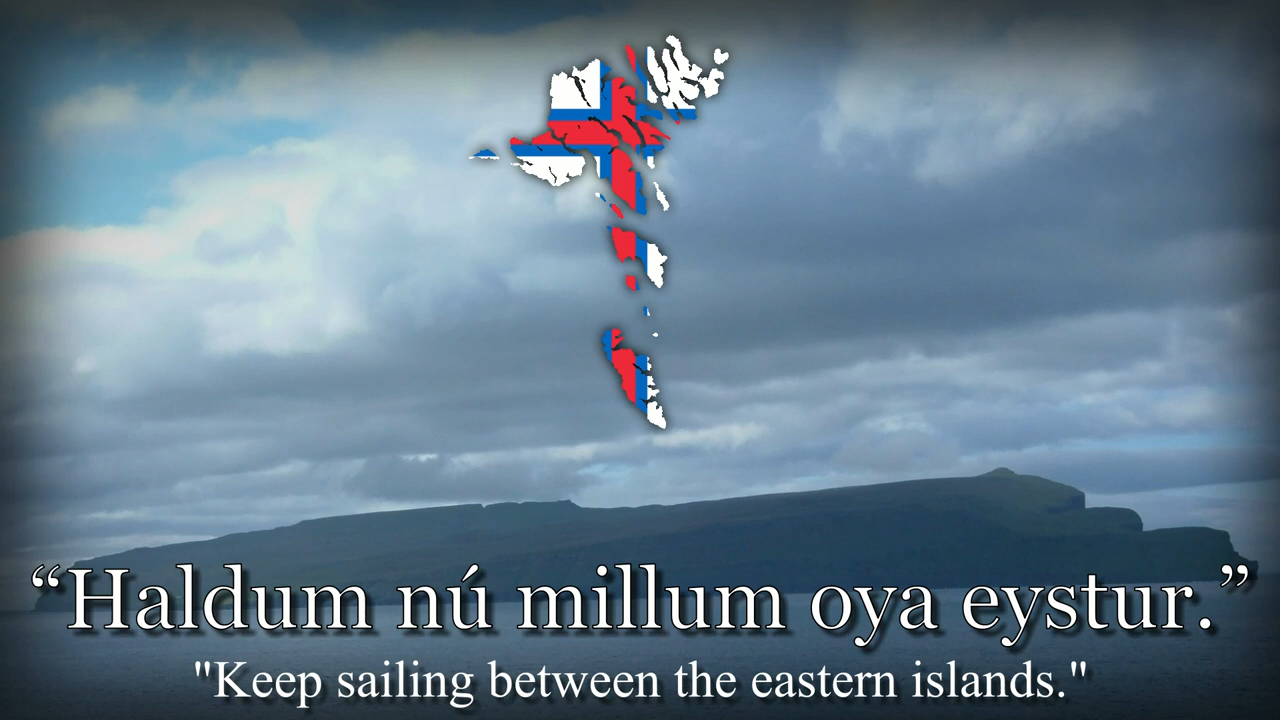 “Haldum nú millum oya eystur.”
"Keep sailing between the eastern islands."